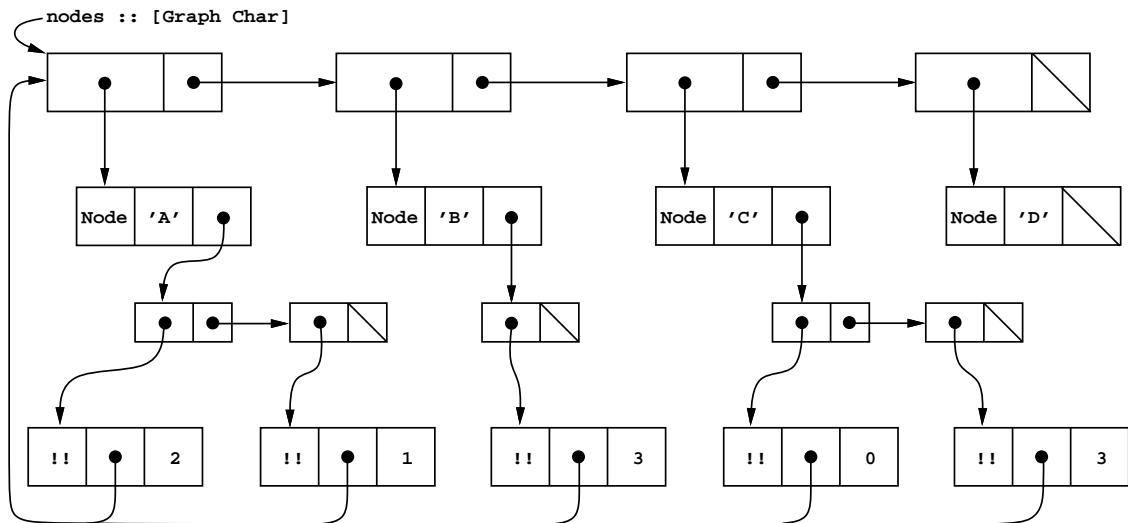 nodes :: [Graph Char]
Node ’A’ Node ’B’ Node ’C’ Node ’D’
!! 2 !! 1 !! 3 !! 0 !! 3